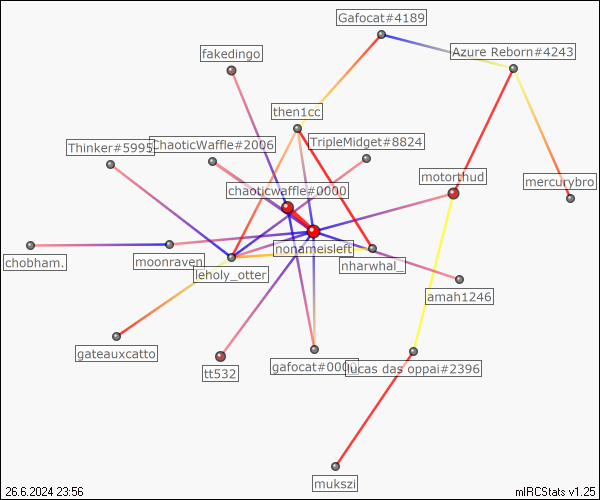 Gafocat#4189
fakedingo
Azure Reborn#4243
then1cc
Thinker#5995
ChaoticWaffle#2006
TripleMidget#8824
chaoticwaffle#0000
motorthud
mercurybro
nonameisleft
chobham.
moonraven
leholy_otter
nharwhal_
amah1246
gateauxcatto
tt532
gafocat#000
lucas das oppai#2396
mukszi
26.6.2024 23:56
mIRCStats v1.25